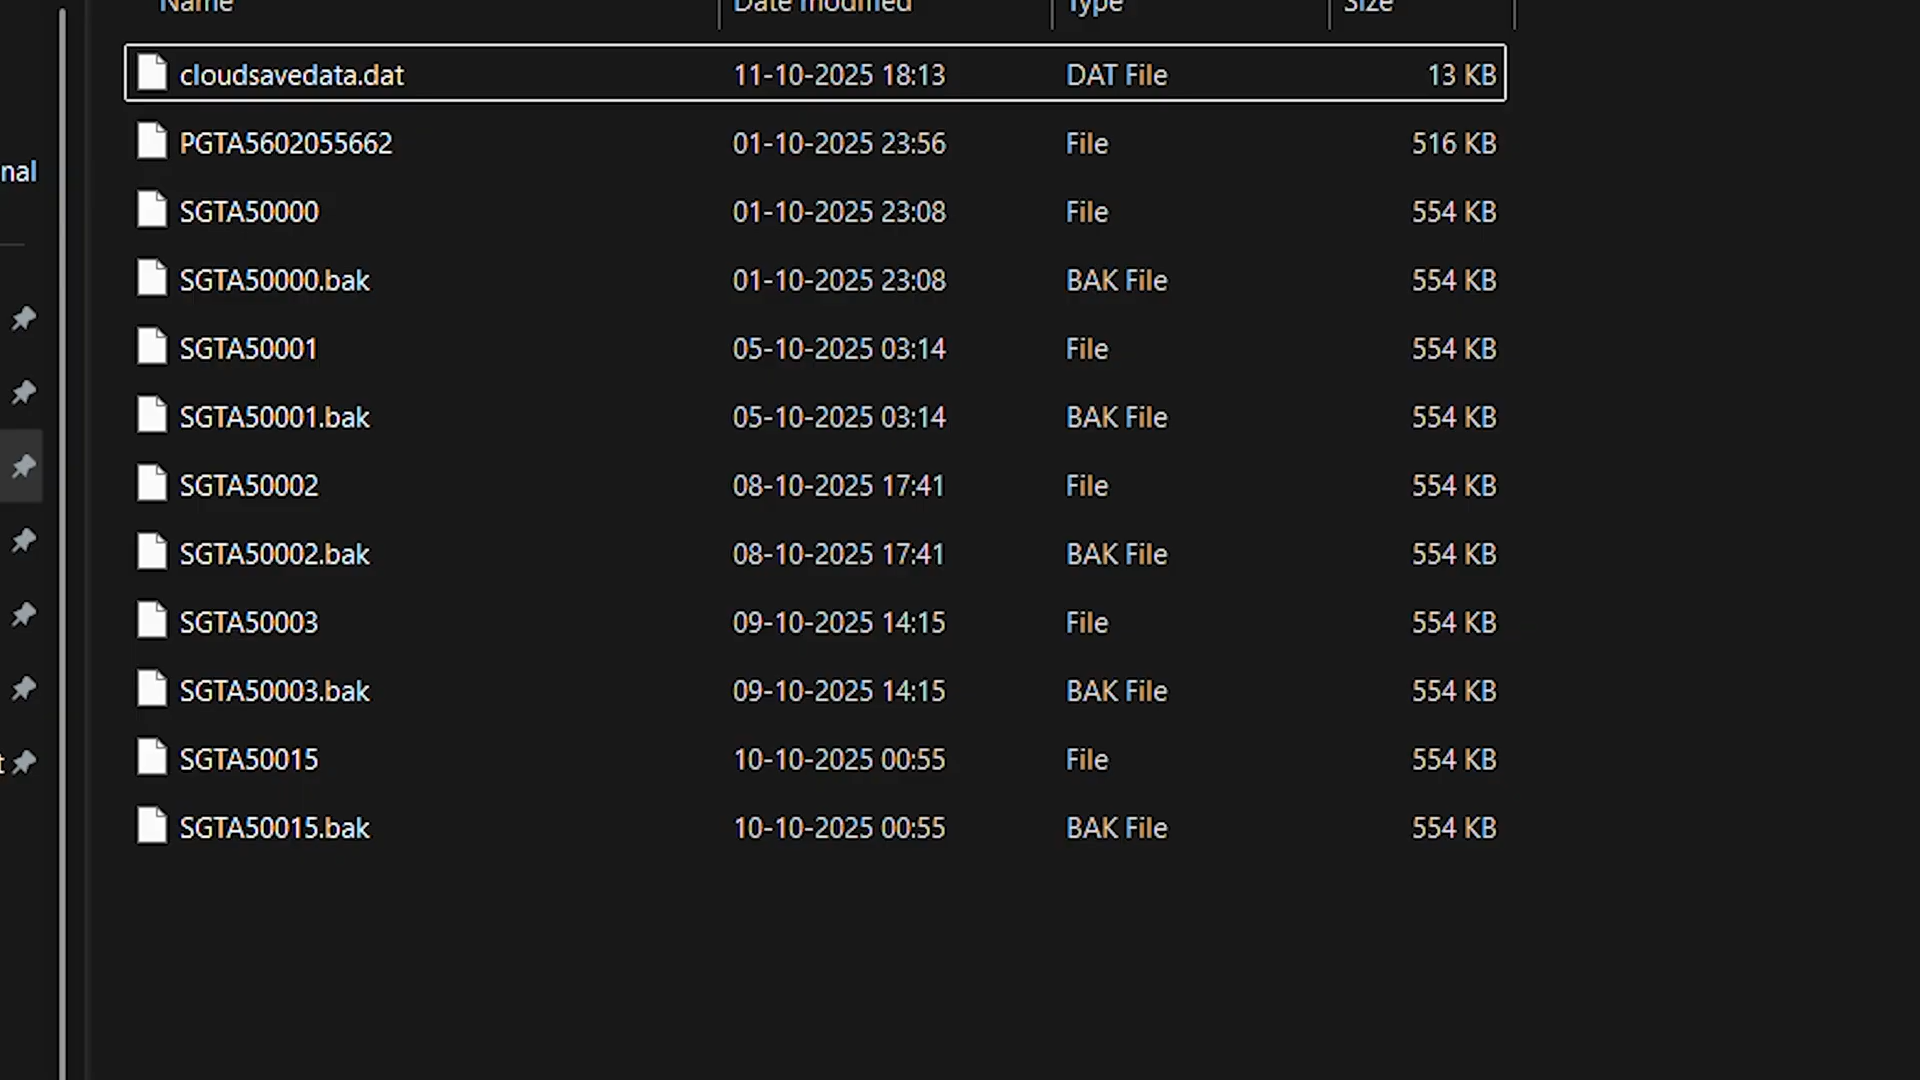 Name Date modified Type Size
cloudsavedata.dat 11-10-2025 18:13 DAT File 13 KB
PGTA5602055662 01-10-2025 23:56 File 516 KB
nal
SGTA50000 01-10-2025 23:08 File 554 KB
SGTA50000.bak 01-10-2025 23:08 BAK File 554 KB
SGTA50001 05-10-2025 03:14 File 554 KB
SGTA50001.bak 05-10-2025 03:14 BAK File 554 KB
SGTA50002 08-10-2025 17:41 File 554 KB
SGTA50002.bak 08-10-2025 17:41 BAK File 554 KB
SGTA50003 09-10-2025 14:15 File 554 KB
SGTA50003.bak 09-10-2025 14:15 BAK File 554 KB
SGTA50015 10-10-2025 00:55 File 554 KB
t
SGTA50015.bak 10-10-2025 00:55 BAK File 554 KB